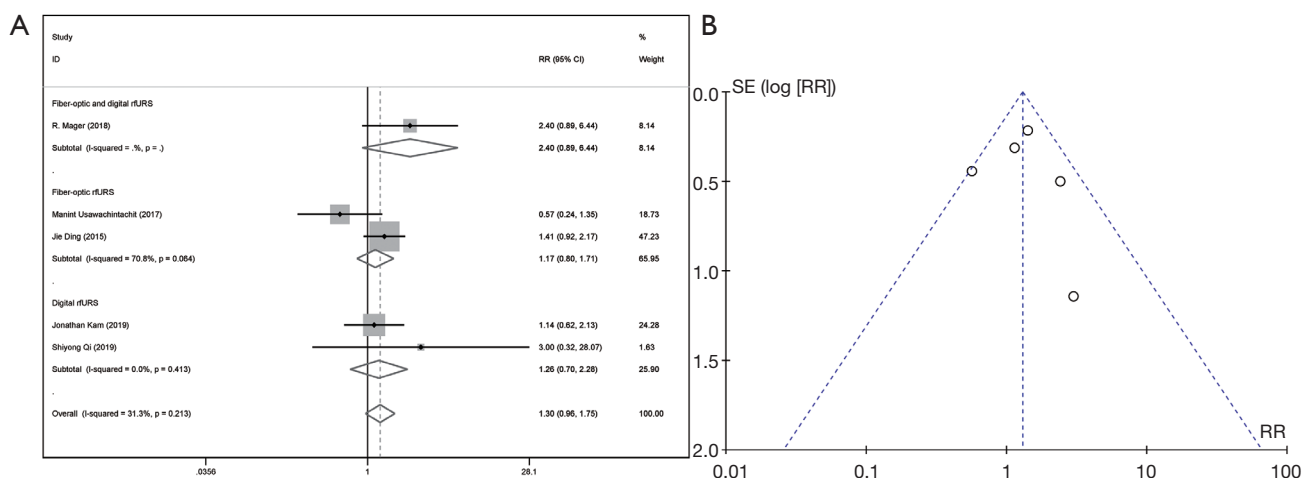 A
Study %
ID RR (95% CI) Weight
Fiber-optic and digital rfURS
R. Mager (2018) 2.40 (0.89, 6.44) 8.14
Subtotal (I-squared = .%, p = .) 2.40 (0.89, 6.44) 8.14
.
Fiber-optic rfURS
Manint Usawachintachit (2017) 0.57 (0.24, 1.35) 18.73
Jie Ding (2015) 1.41 (0.92, 2.17) 47.23
Subtotal (I-squared = 70.8%, p = 0.064) 1.17 (0.80, 1.71) 65.95
.
Digital rfURS
Jonathan Kam (2019) 1.14 (0.62, 2.13) 24.28
Shiyong Qi (2019) 3.00 (0.32, 28.07) 1.63
Subtotal (I-squared = 0.0%, p = 0.413) 1.26 (0.70, 2.28) 25.90
.
Overall (I-squared = 31.3%, p = 0.213) 1.30 (0.96, 1.75) 100.00
.0356 1 28.1
B
SE (log [RR])
0.0
0.5
1.0
1.5
2.0
RR
0.01 0.1 1 10 100